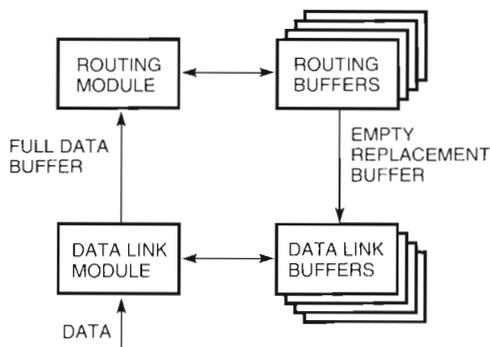 ROUTING
MODULE
ROUTING
BUFFERS
FULL DATA
BUFFER
EMPTY
REPLACEMENT
BUFFER
DATA LINK
MODULE
DATA LINK
BUFFERS
DATA